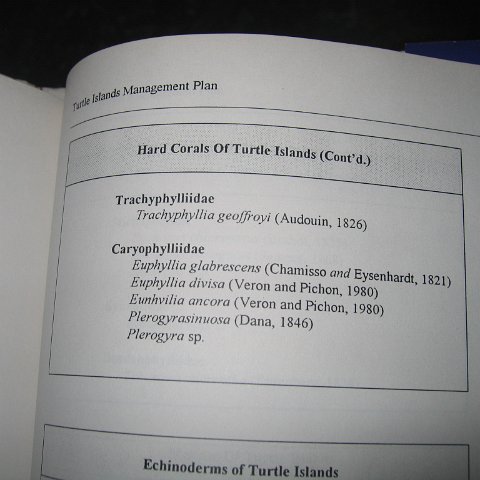 Turtle Islands Management Plan
Hard Corals Of Turtle Islands (Cont'd.)
Trachyphylliidae
Trachyphyllia geoffroyi (Audouin, 1826)
Caryophylliidae
Euphyllia glabrescens (Chamisso and Eysenhardt, 1821)
Euphyllia divisa (Veron and Pichon, 1980)
Eunhvilia ancora (Veron and Pichon, 1980)
Plerogyrasinuosa (Dana, 1846)
Plerogyra sp.
Echinoderms of Turtle Islands